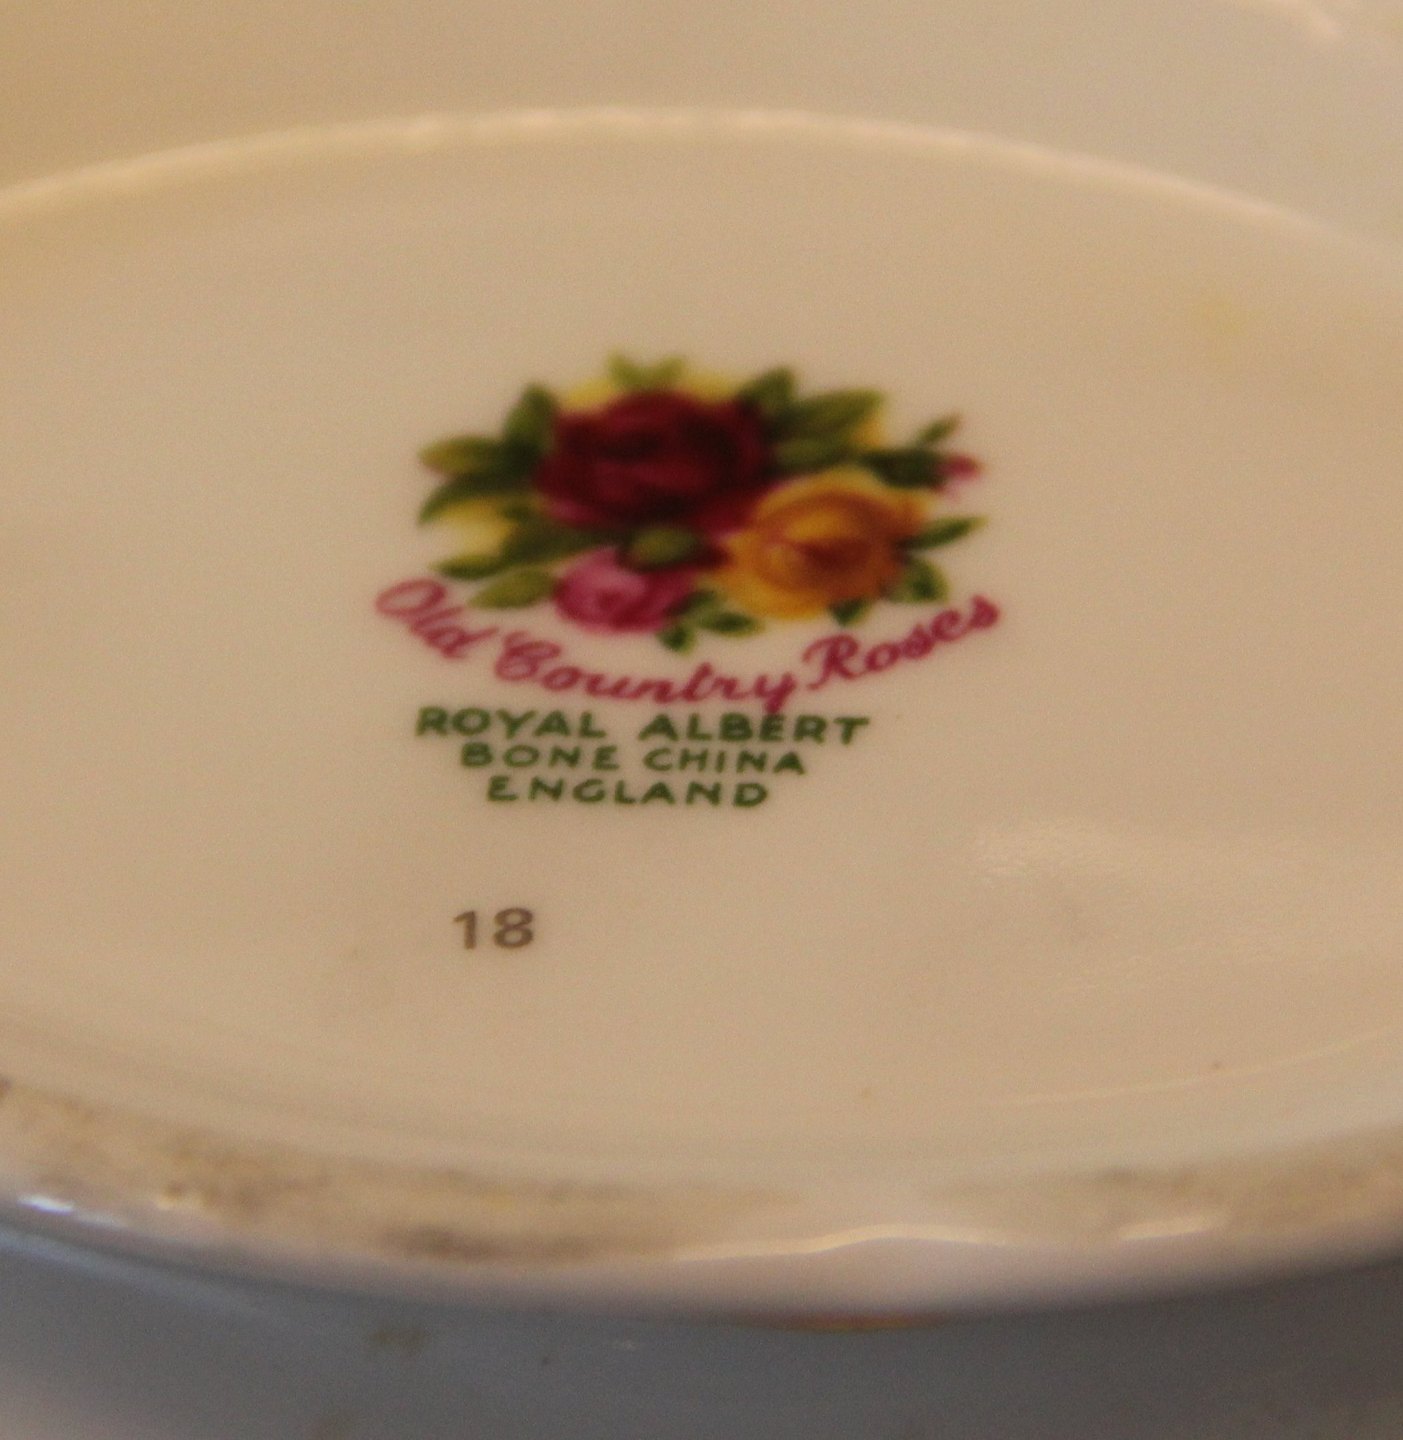 Old Country Roses
ROYAL ALBERT
BONE CHINA
ENGLAND
18